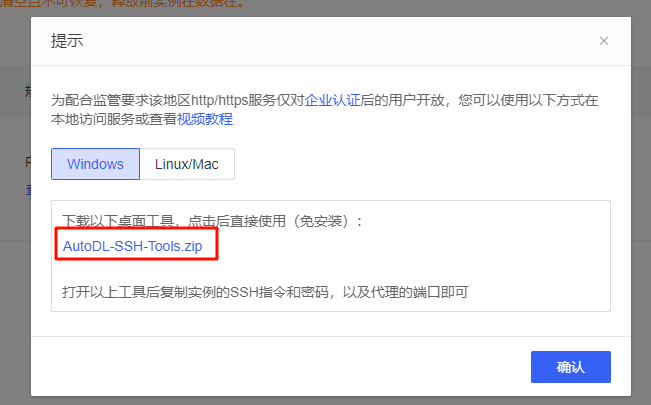 清空且不可恢复，释放前实例在数据在。
提示
为配合监管要求该地区http/https服务仅对企业认证后的用户开放，您可以使用以下方式在
本地访问服务或查看视频教程
Windows
Linux/Mac
下载以下桌面工具，点击后直接使用（免安装）：
AutoDL-SSH-Tools.zip
打开以上工具后复制实例的SSH指令和密码，以及代理的端口即可
确认